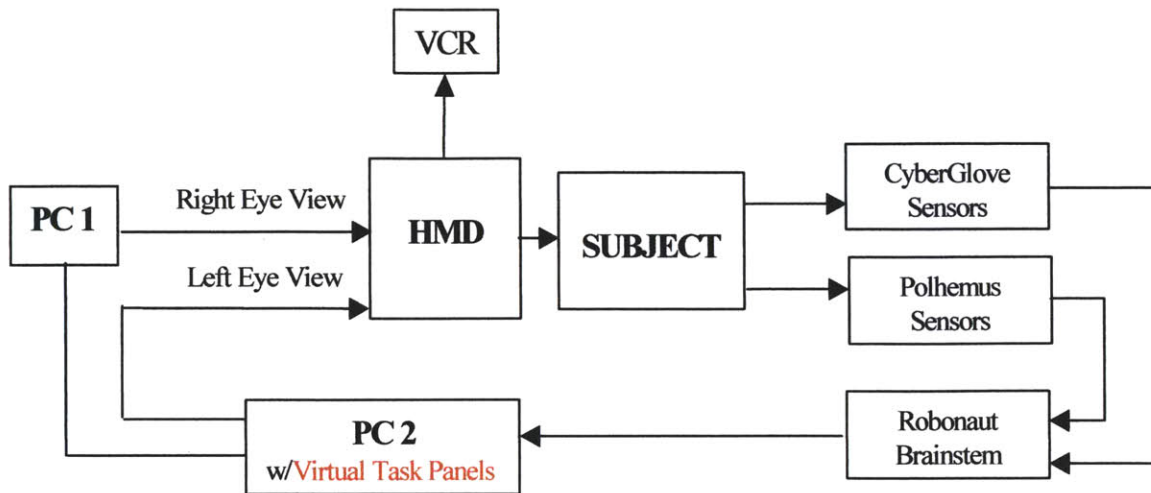 VCR
Right Eye View
PC 1
HMD
SUBJECT
CyberGlove
Sensors
Left Eye View
Polhemus
Sensors
PC 2
w/Virtual Task Panels
Robonaut
Brainstem